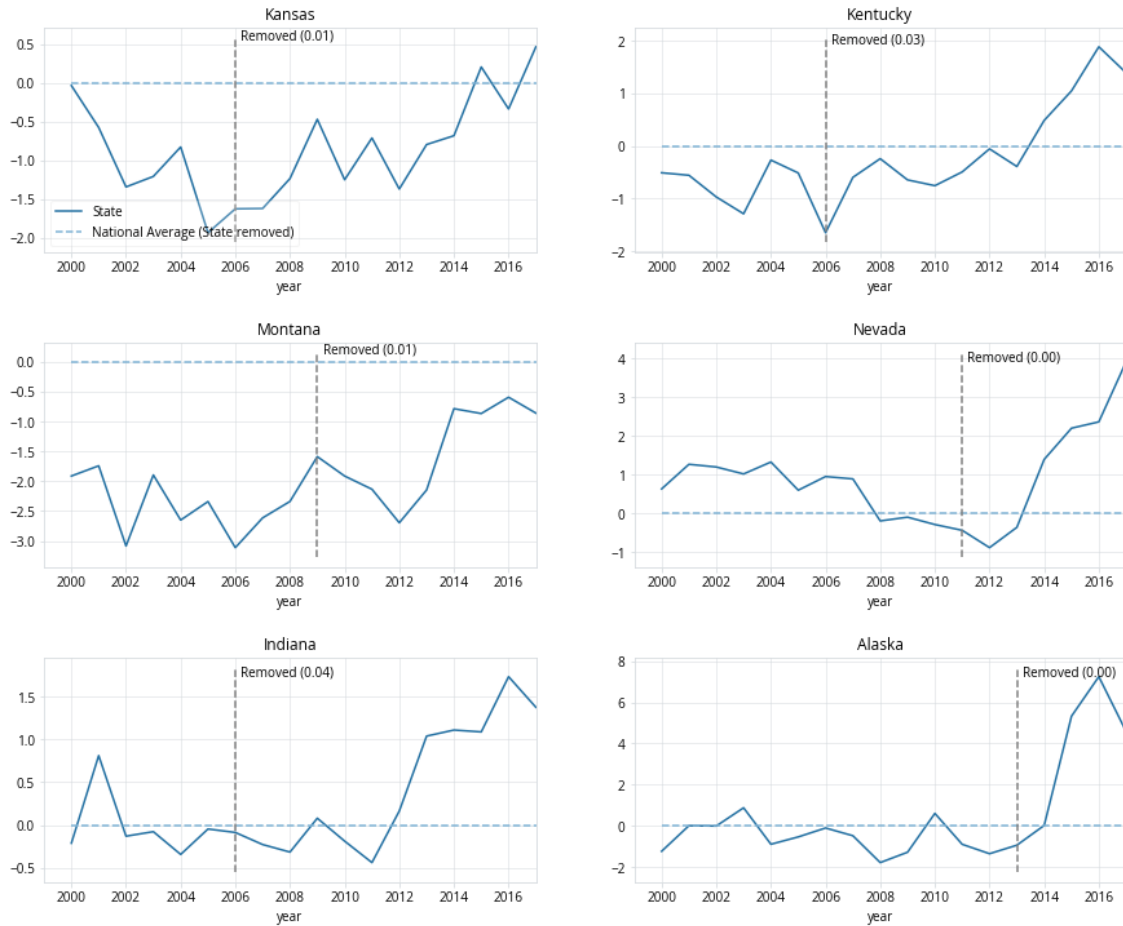 Kansas
Removed (0.01)
0.5
0.0
−0.5
−1.0
−1.5
−2.0
State
National Average (State removed)
2000 2002 2004 2006 2008 2010 2012 2014 2016
year
Kentucky
Removed (0.03)
2
1
0
−1
−2
2000 2002 2004 2006 2008 2010 2012 2014 2016
year
Montana
Removed (0.01)
0.0
−0.5
−1.0
−1.5
−2.0
−2.5
−3.0
2000 2002 2004 2006 2008 2010 2012 2014 2016
year
Nevada
Removed (0.00)
4
3
2
1
0
−1
2000 2002 2004 2006 2008 2010 2012 2014 2016
year
Indiana
Removed (0.04)
1.5
1.0
0.5
0.0
−0.5
2000 2002 2004 2006 2008 2010 2012 2014 2016
year
Alaska
Removed (0.00)
8
6
4
2
0
−2
2000 2002 2004 2006 2008 2010 2012 2014 2016
year